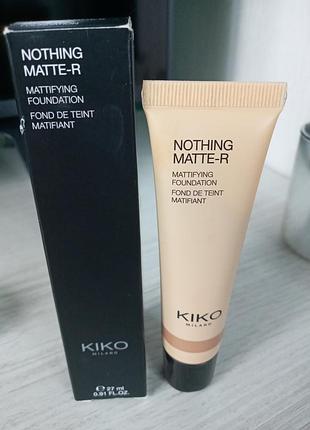 NOTHING
MATTE-R
MATTIFYING
FOUNDATION
FOND DE TEINT
MATIFIANT
KIKO
MILANO
e 27 ml
0.91 FL.OZ.
NOTHING
MATTE-R
MATTIFYING
FOUNDATION
FOND DE TEINT
MATIFIANT
KIKO
MILANO